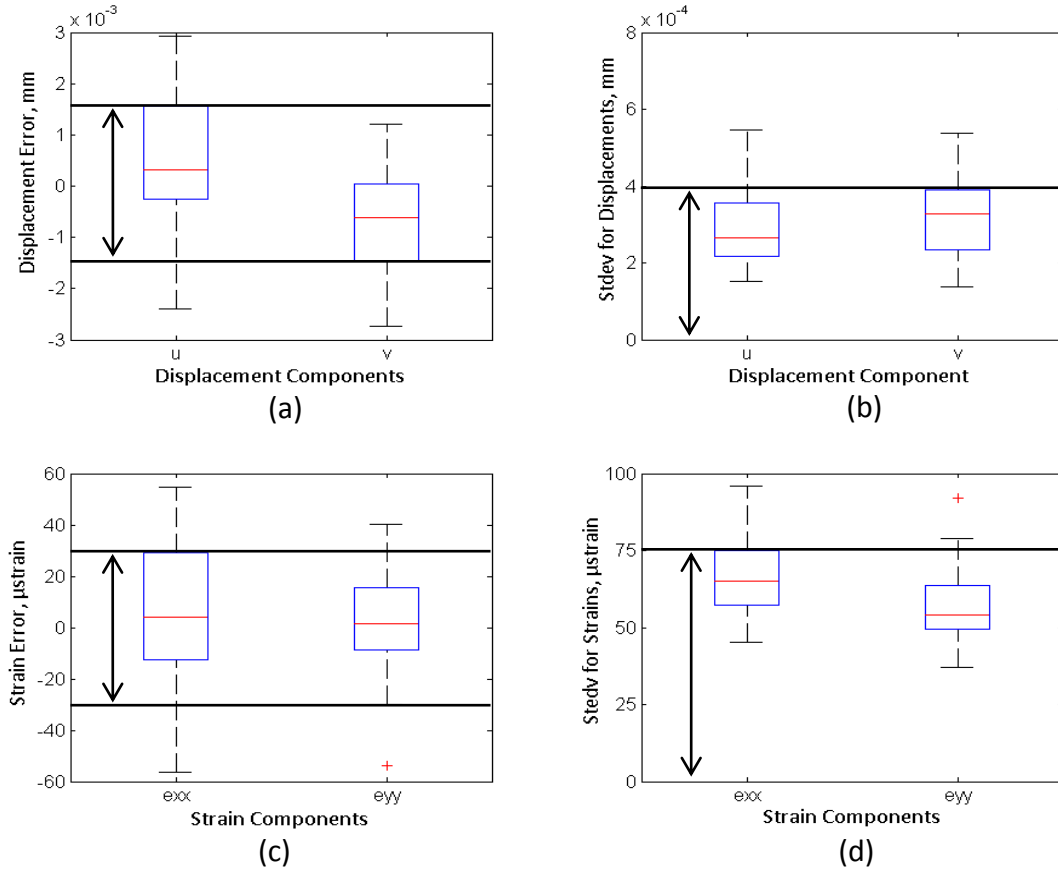 x 10⁻³
3
2
1
0
-1
-2
-3
Displacement Error, mm
u v
Displacement Components
(a)
x 10⁻⁴
8
6
4
2
0
Stdev for Displacements, mm
u v
Displacement Component
(b)
60
40
20
0
-20
-40
-60
Strain Error, µstrain
exx eyy
Strain Components
(c)
100
75
50
25
0
Stedv for Strains, µstrain
exx eyy
Strain Components
(d)